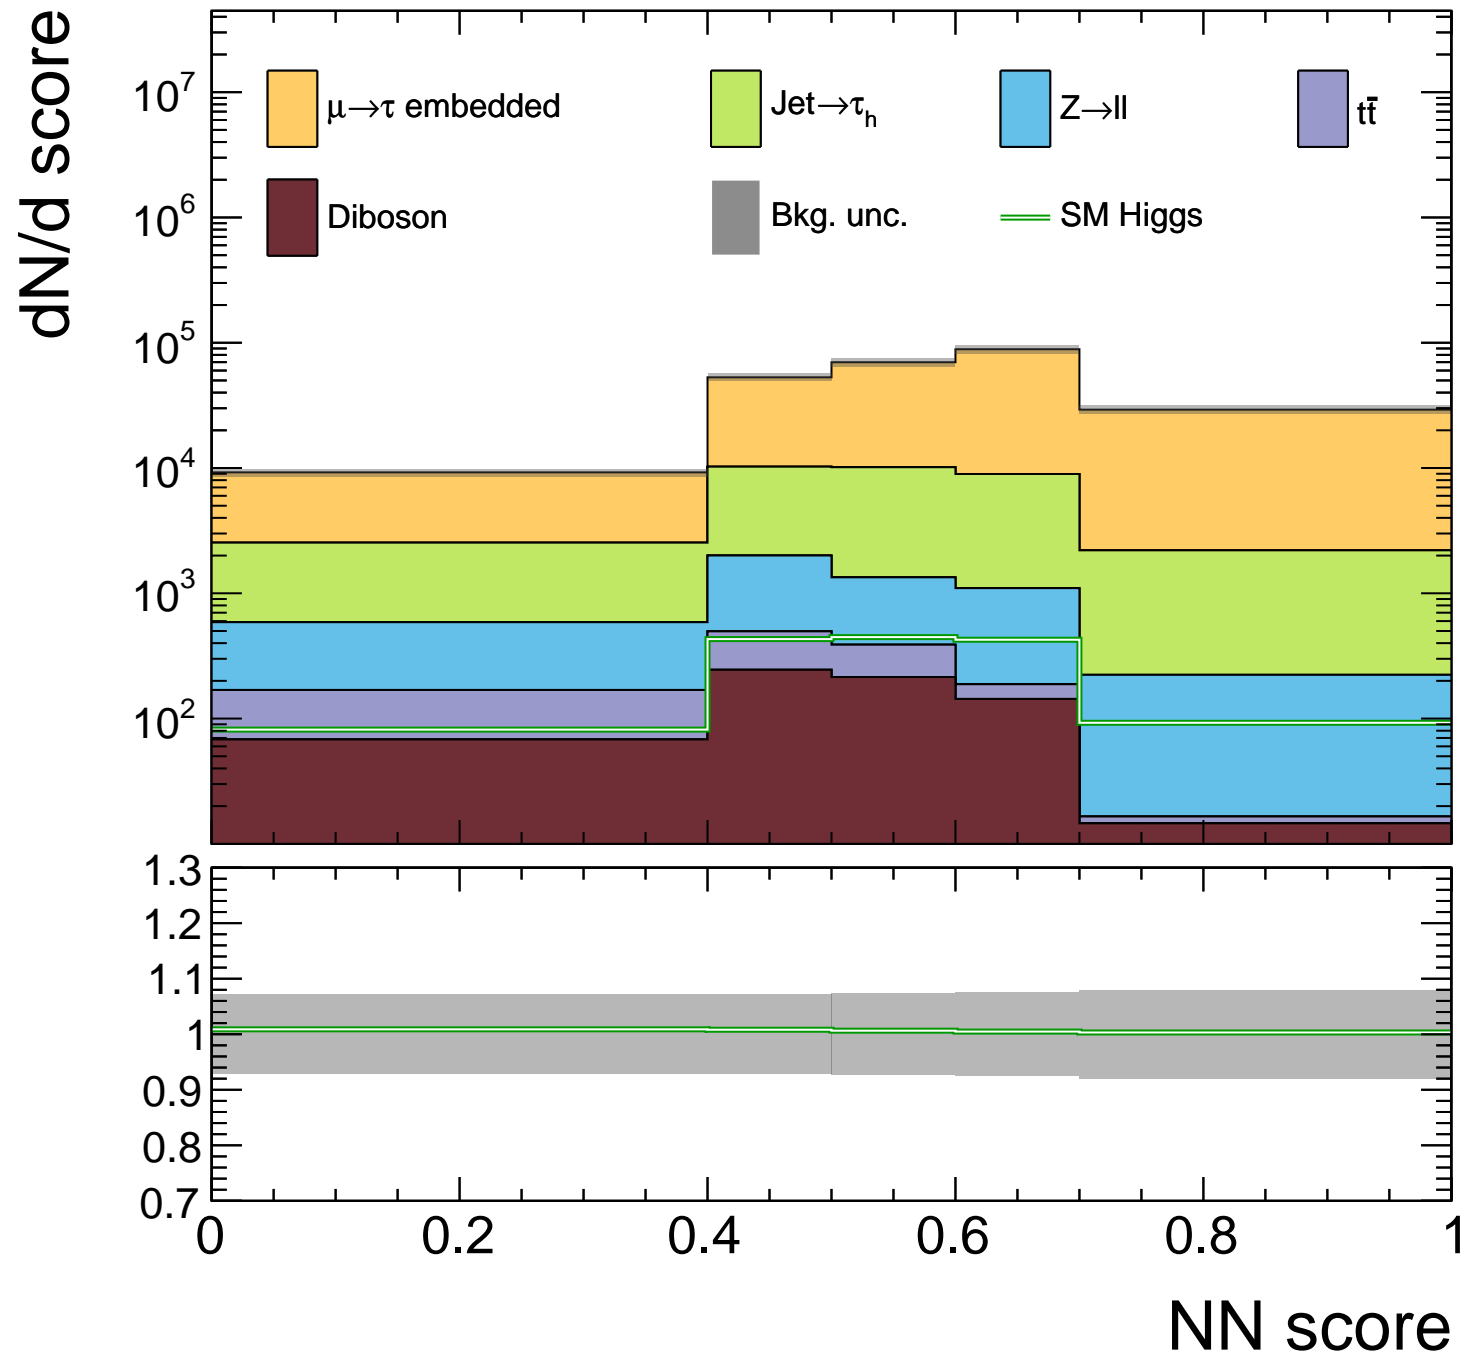 dN/d score
μ→τ embedded
Jet→τ_h
Z→ll
tt̄
Diboson
Bkg. unc.
SM Higgs
10^7
10^6
10^5
10^4
10^3
10^2
1.3
1.2
1.1
1
0.9
0.8
0.7
0 0.2 0.4 0.6 0.8 1
NN score